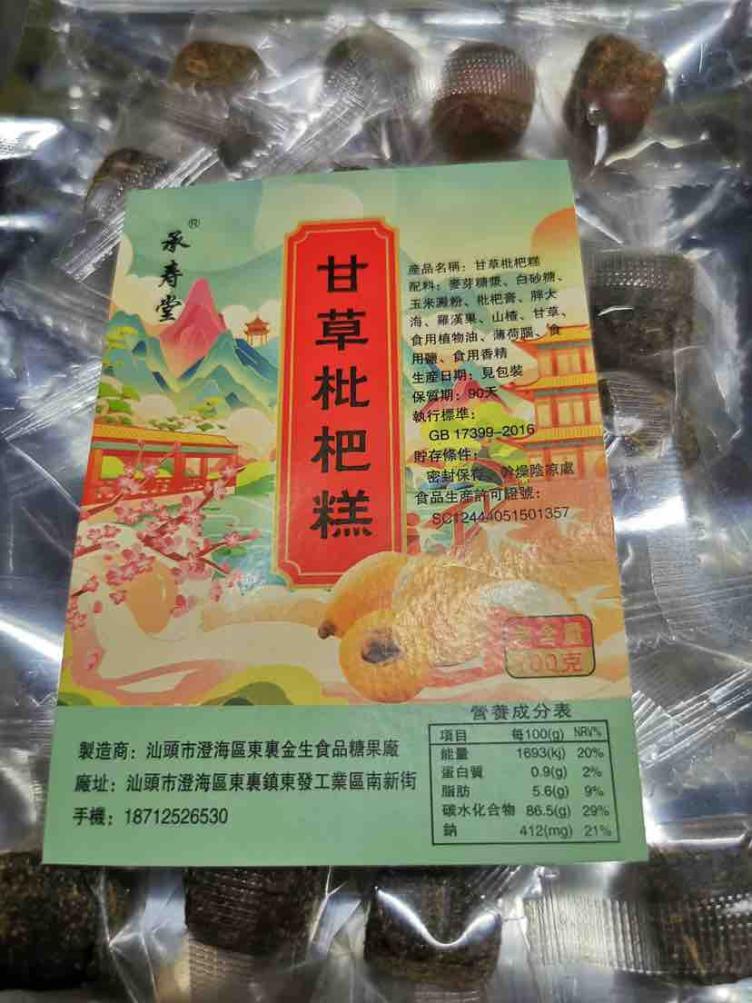 承寿堂®
甘草枇杷糕
產品名稱：甘草枇杷糕
配料：麥芽糖漿、白砂糖、
玉米澱粉、枇杷膏、胖大
海、羅漢果、山楂、甘草、
食用植物油、薄荷腦、食
用鹽、食用香精
生產日期：見包裝
保質期：90天
執行標準：
GB 17399-2016
貯存條件：
密封保存、幹燥陰凉處
食品生產許可證號：
SC12444051501357
淨含量
克
營養成分表
項目 每100(g) NRV%
能量 1693(kj) 20%
蛋白質 0.9(g) 2%
脂肪 5.6(g) 9%
碳水化合物 86.5(g) 29%
鈉 412(mg) 21%
製造商：汕頭市澄海區東裏金生食品糖果廠
廠址：汕頭市澄海區東裏鎮東發工業區南新街
手機：18712526530